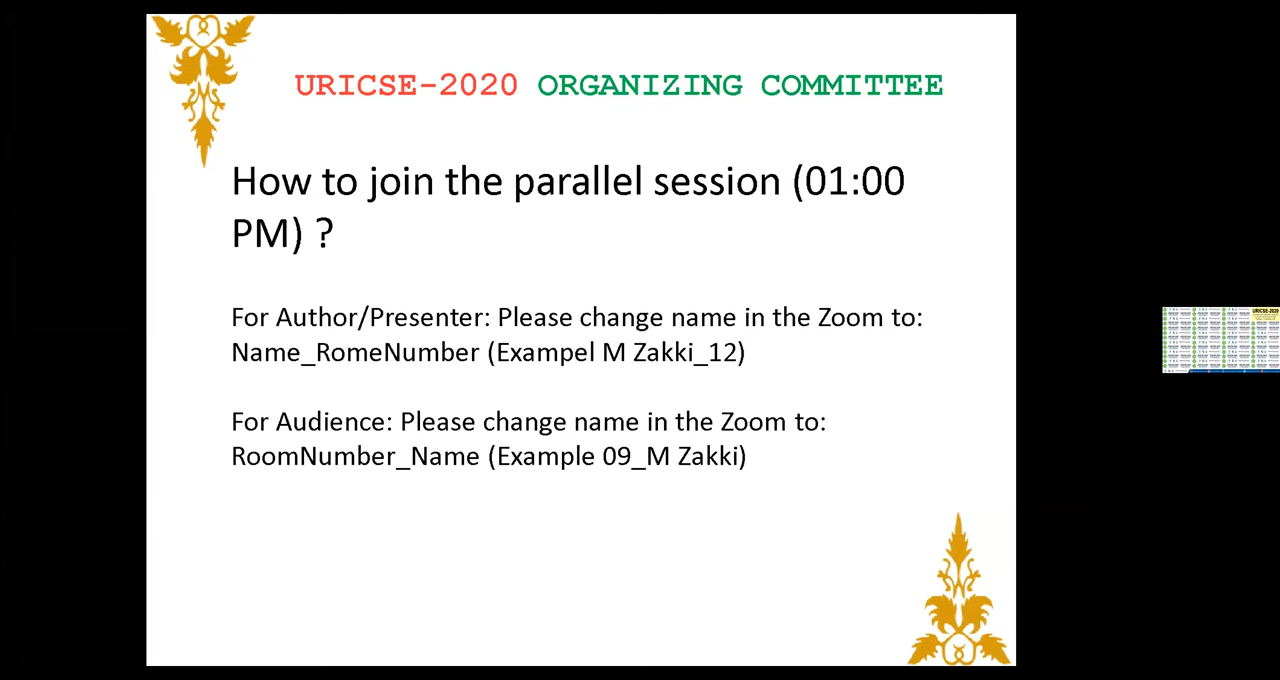 URICSE-2020 ORGANIZING COMMITTEE
How to join the parallel session (01:00
PM) ?
For Author/Presenter: Please change name in the Zoom to:
Name_RomeNumber (Exampel M Zakki_12)
For Audience: Please change name in the Zoom to:
RoomNumber_Name (Example 09_M Zakki)
URICSE-2020